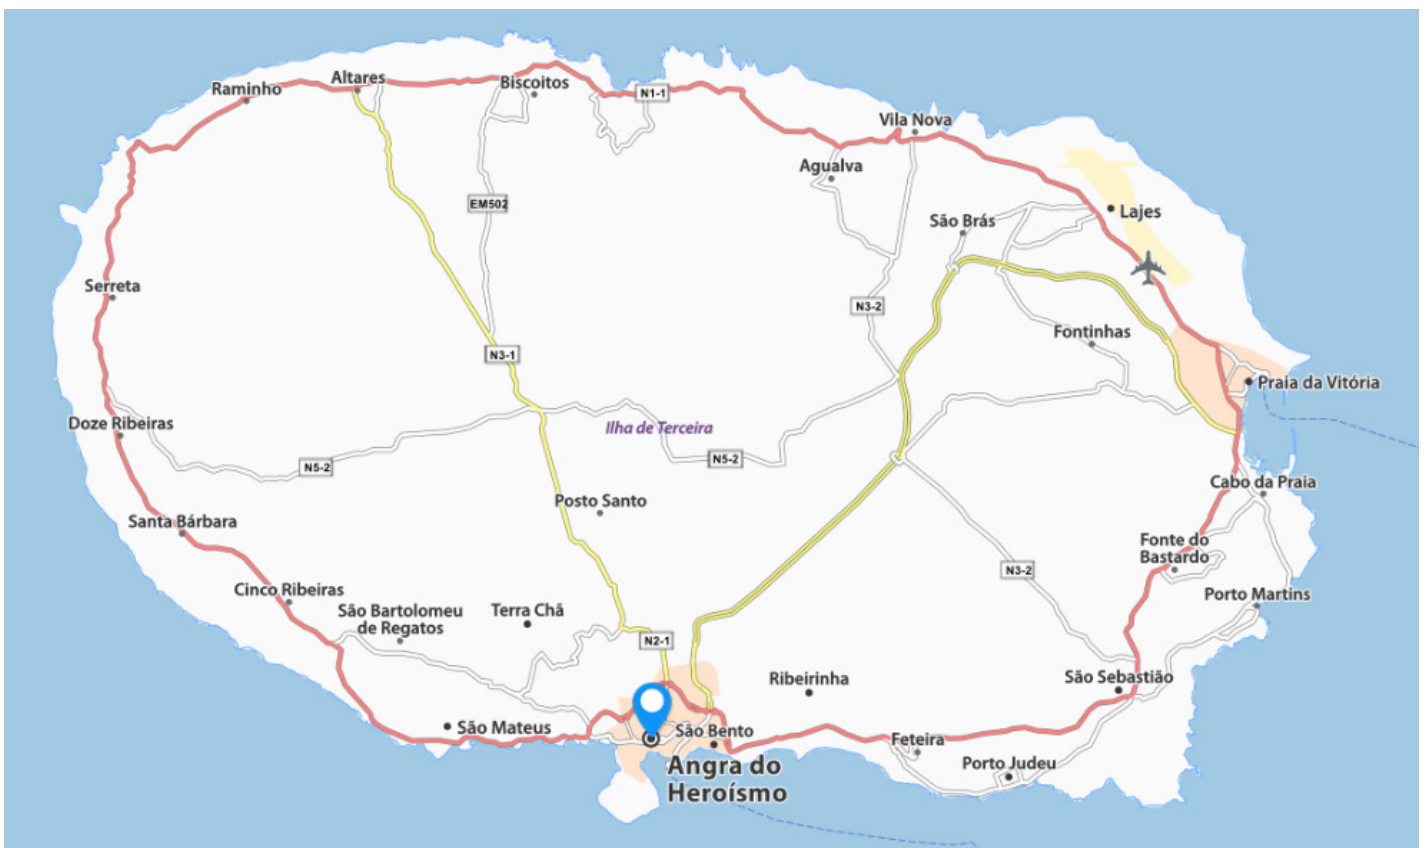 Altares
Biscoitos
Raminho
N1-1
Vila Nova
Agualva
EM502
Lajes
São Brás
Serreta
N3-2
Fontinhas
N3-1
Praia da Vitória
Doze Ribeiras
Ilha de Terceira
N5-2
N5-2
Cabo da Praia
Posto Santo
Santa Bárbara
Fonte do
Bastardo
N3-2
Cinco Ribeiras
Porto Martins
São Bartolomeu
de Regatos
Terra Chã
N2-1
São Sebastião
Ribeirinha
São Mateus
São Bento
Feteira
Porto Judeu
Angra do
Heroísmo